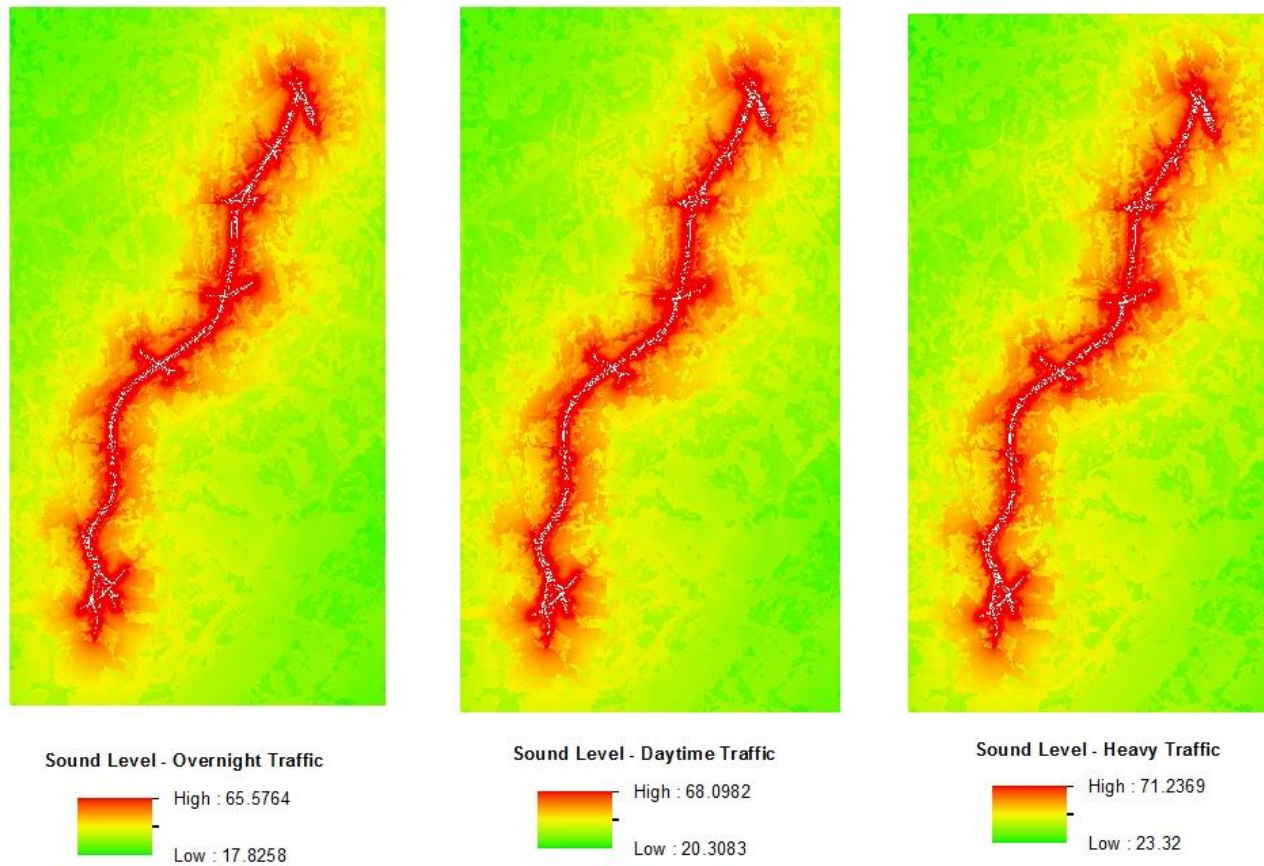 Sound Level - Overnight Traffic
High : 65.5764
Low : 17.8258
Sound Level - Daytime Traffic
High : 68.0982
Low : 20.3083
Sound Level - Heavy Traffic
High : 71.2369
Low : 23.32